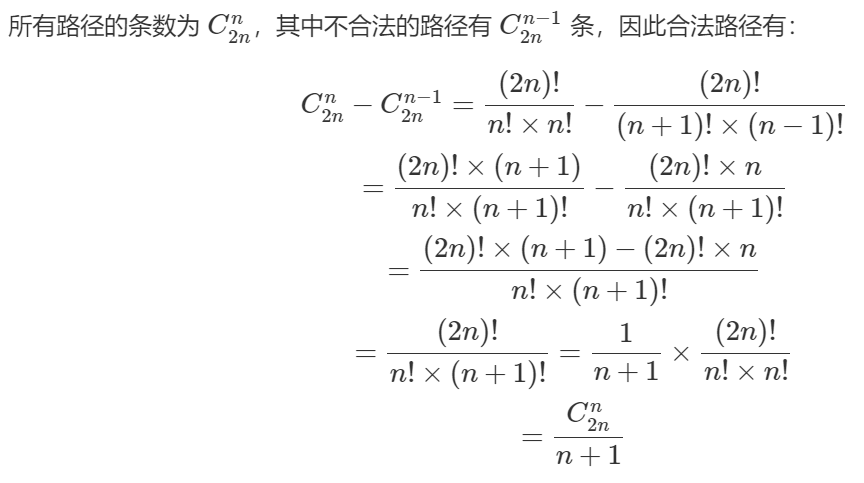 所有路径的条数为 $C_{2n}^{n}$，其中不合法的路径有 $C_{2n}^{n-1}$ 条，因此合法路径有：
$C_{2n}^{n} - C_{2n}^{n-1} = \frac{(2n)!}{n! \times n!} - \frac{(2n)!}{(n+1)! \times (n-1)!}$
$= \frac{(2n)! \times (n+1)}{n! \times (n+1)!} - \frac{(2n)! \times n}{n! \times (n+1)!}$
$= \frac{(2n)! \times (n+1) - (2n)! \times n}{n! \times (n+1)!}$
$= \frac{(2n)!}{n! \times (n+1)!} = \frac{1}{n+1} \times \frac{(2n)!}{n! \times n!}$
$= \frac{C_{2n}^{n}}{n+1}$